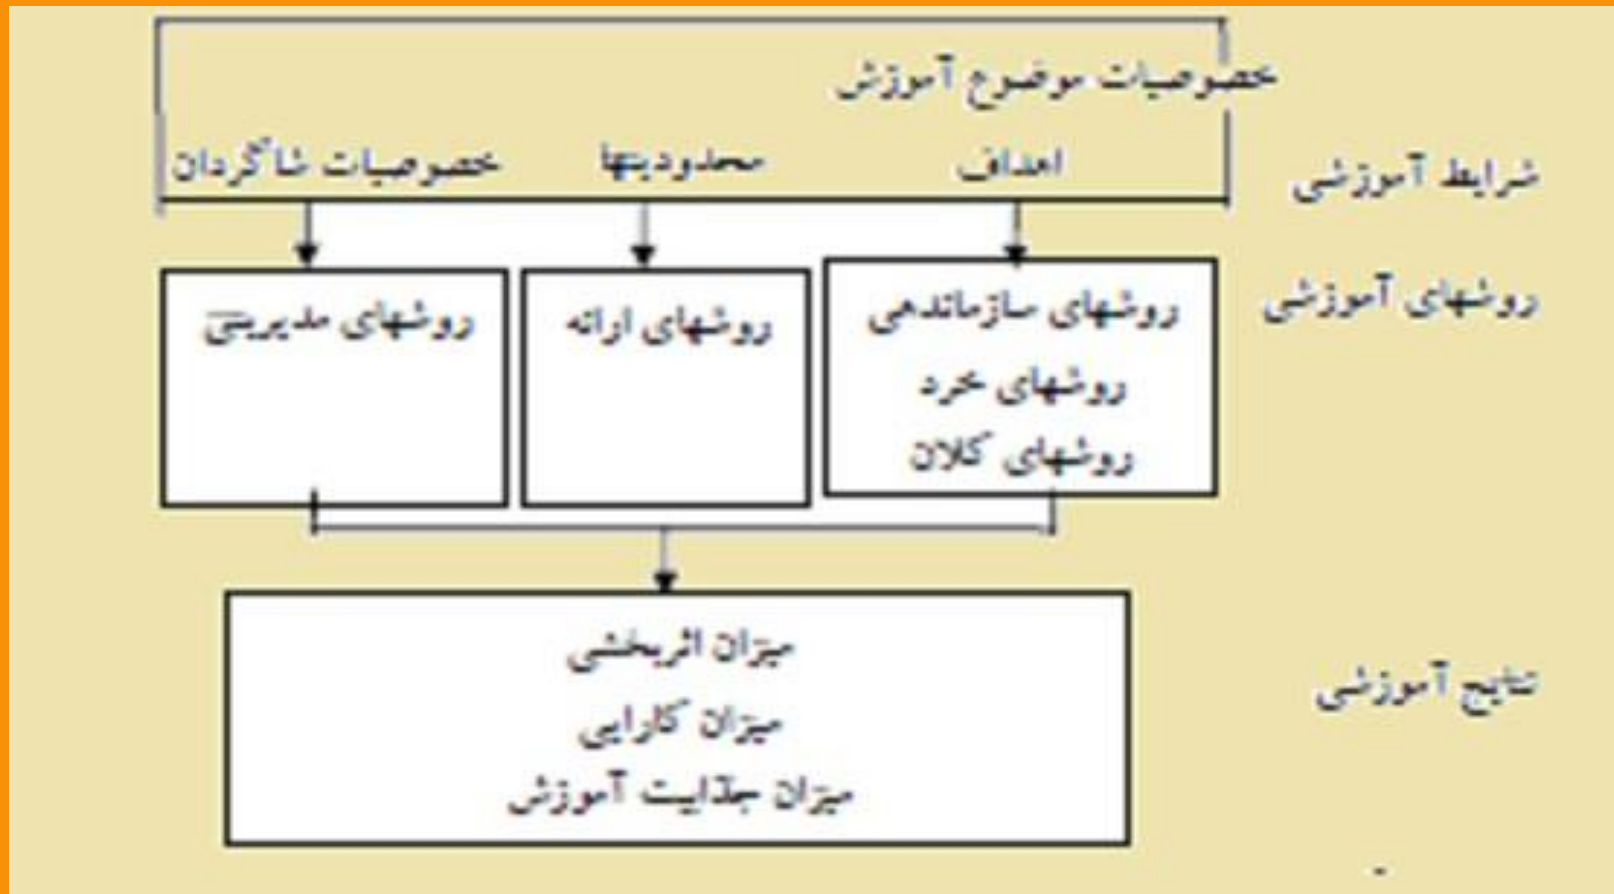 خصوصیات موضوع آموزش
شرایط آموزشی
اهداف
محدودیتها
خصوصیات شاگردان
روشهای آموزشی
روشهای سازماندهی
روشهای خرد
روشهای کلان
روشهای ارائه
روشهای مدیریتی
نتایج آموزشی
میزان اثربخشی
میزان کارایی
میزان جذابیت آموزش